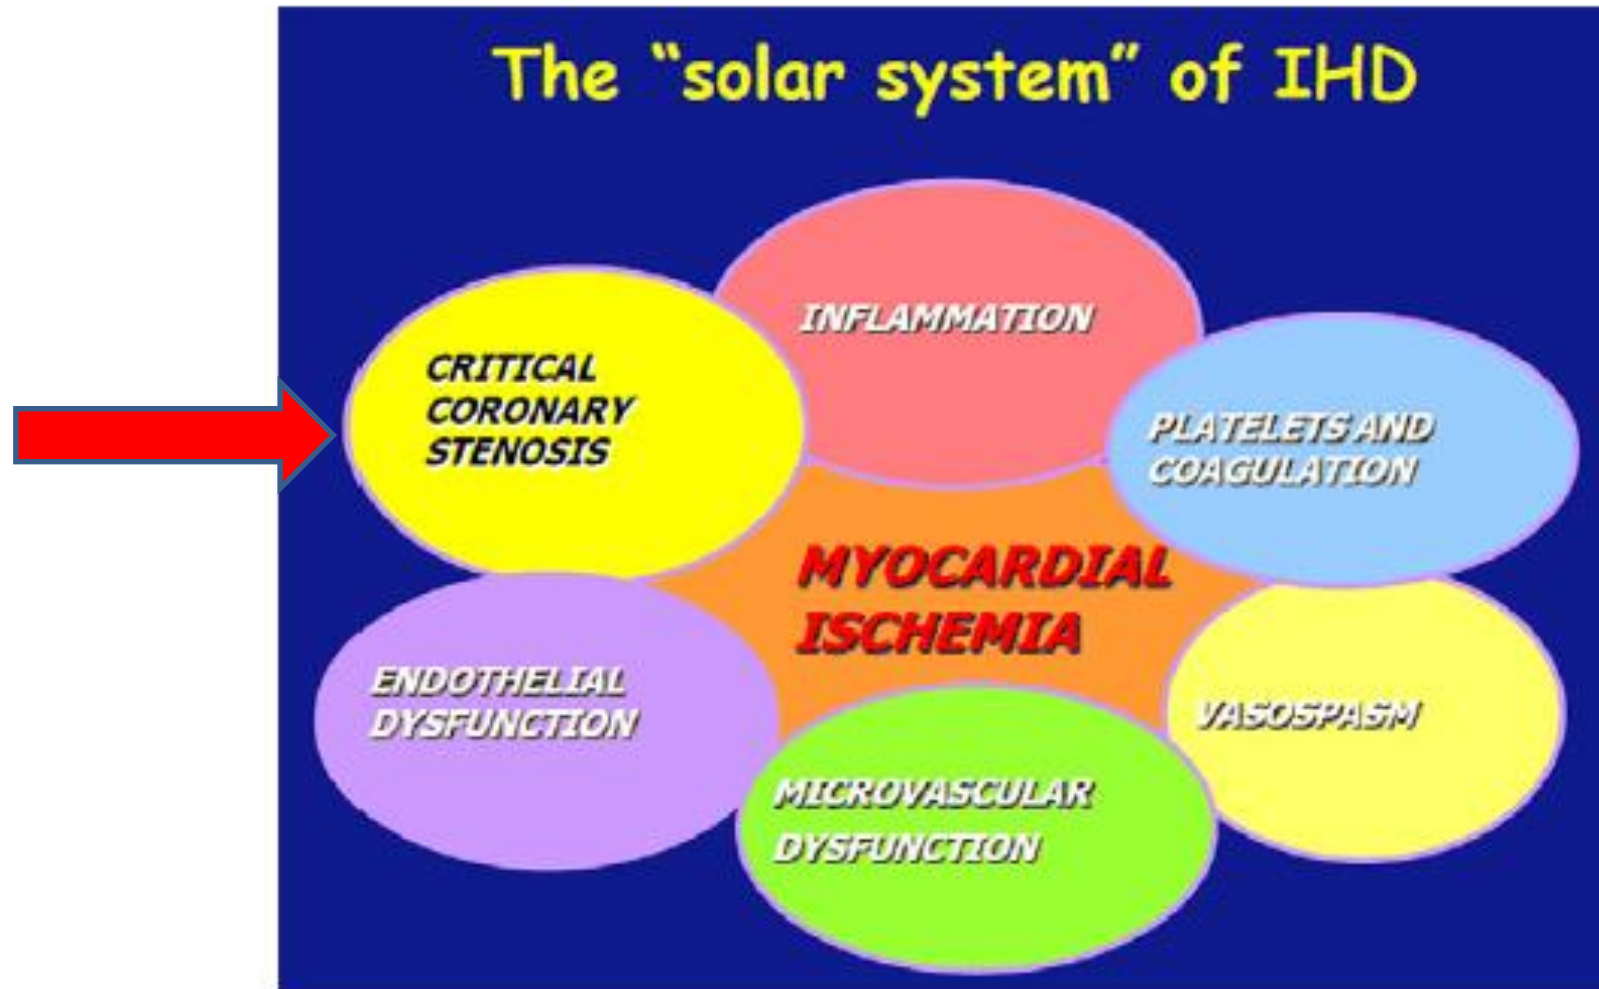 The “solar system” of IHD
INFLAMMATION
CRITICAL
CORONARY
STENOSIS
PLATELETS AND
COAGULATION
MYOCARDIAL
ISCHEMIA
ENDOTHELIAL
DYSFUNCTION
VASOSPASM
MICROVASCULAR
DYSFUNCTION